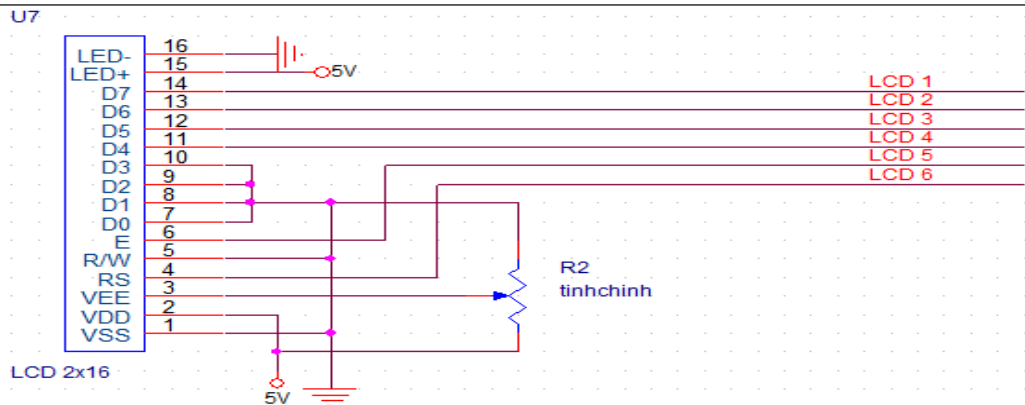 U7
LED- 16
LED+ 15 5V
D7 14 LCD 1
D6 13 LCD 2
D5 12 LCD 3
D4 11 LCD 4
D3 10 LCD 5
D2 9 LCD 6
D1 8
D0 7
E 6
R/W 5
RS 4 R2
VEE 3 tinhchinh
VDD 2
VSS 1
LCD 2x16
5V